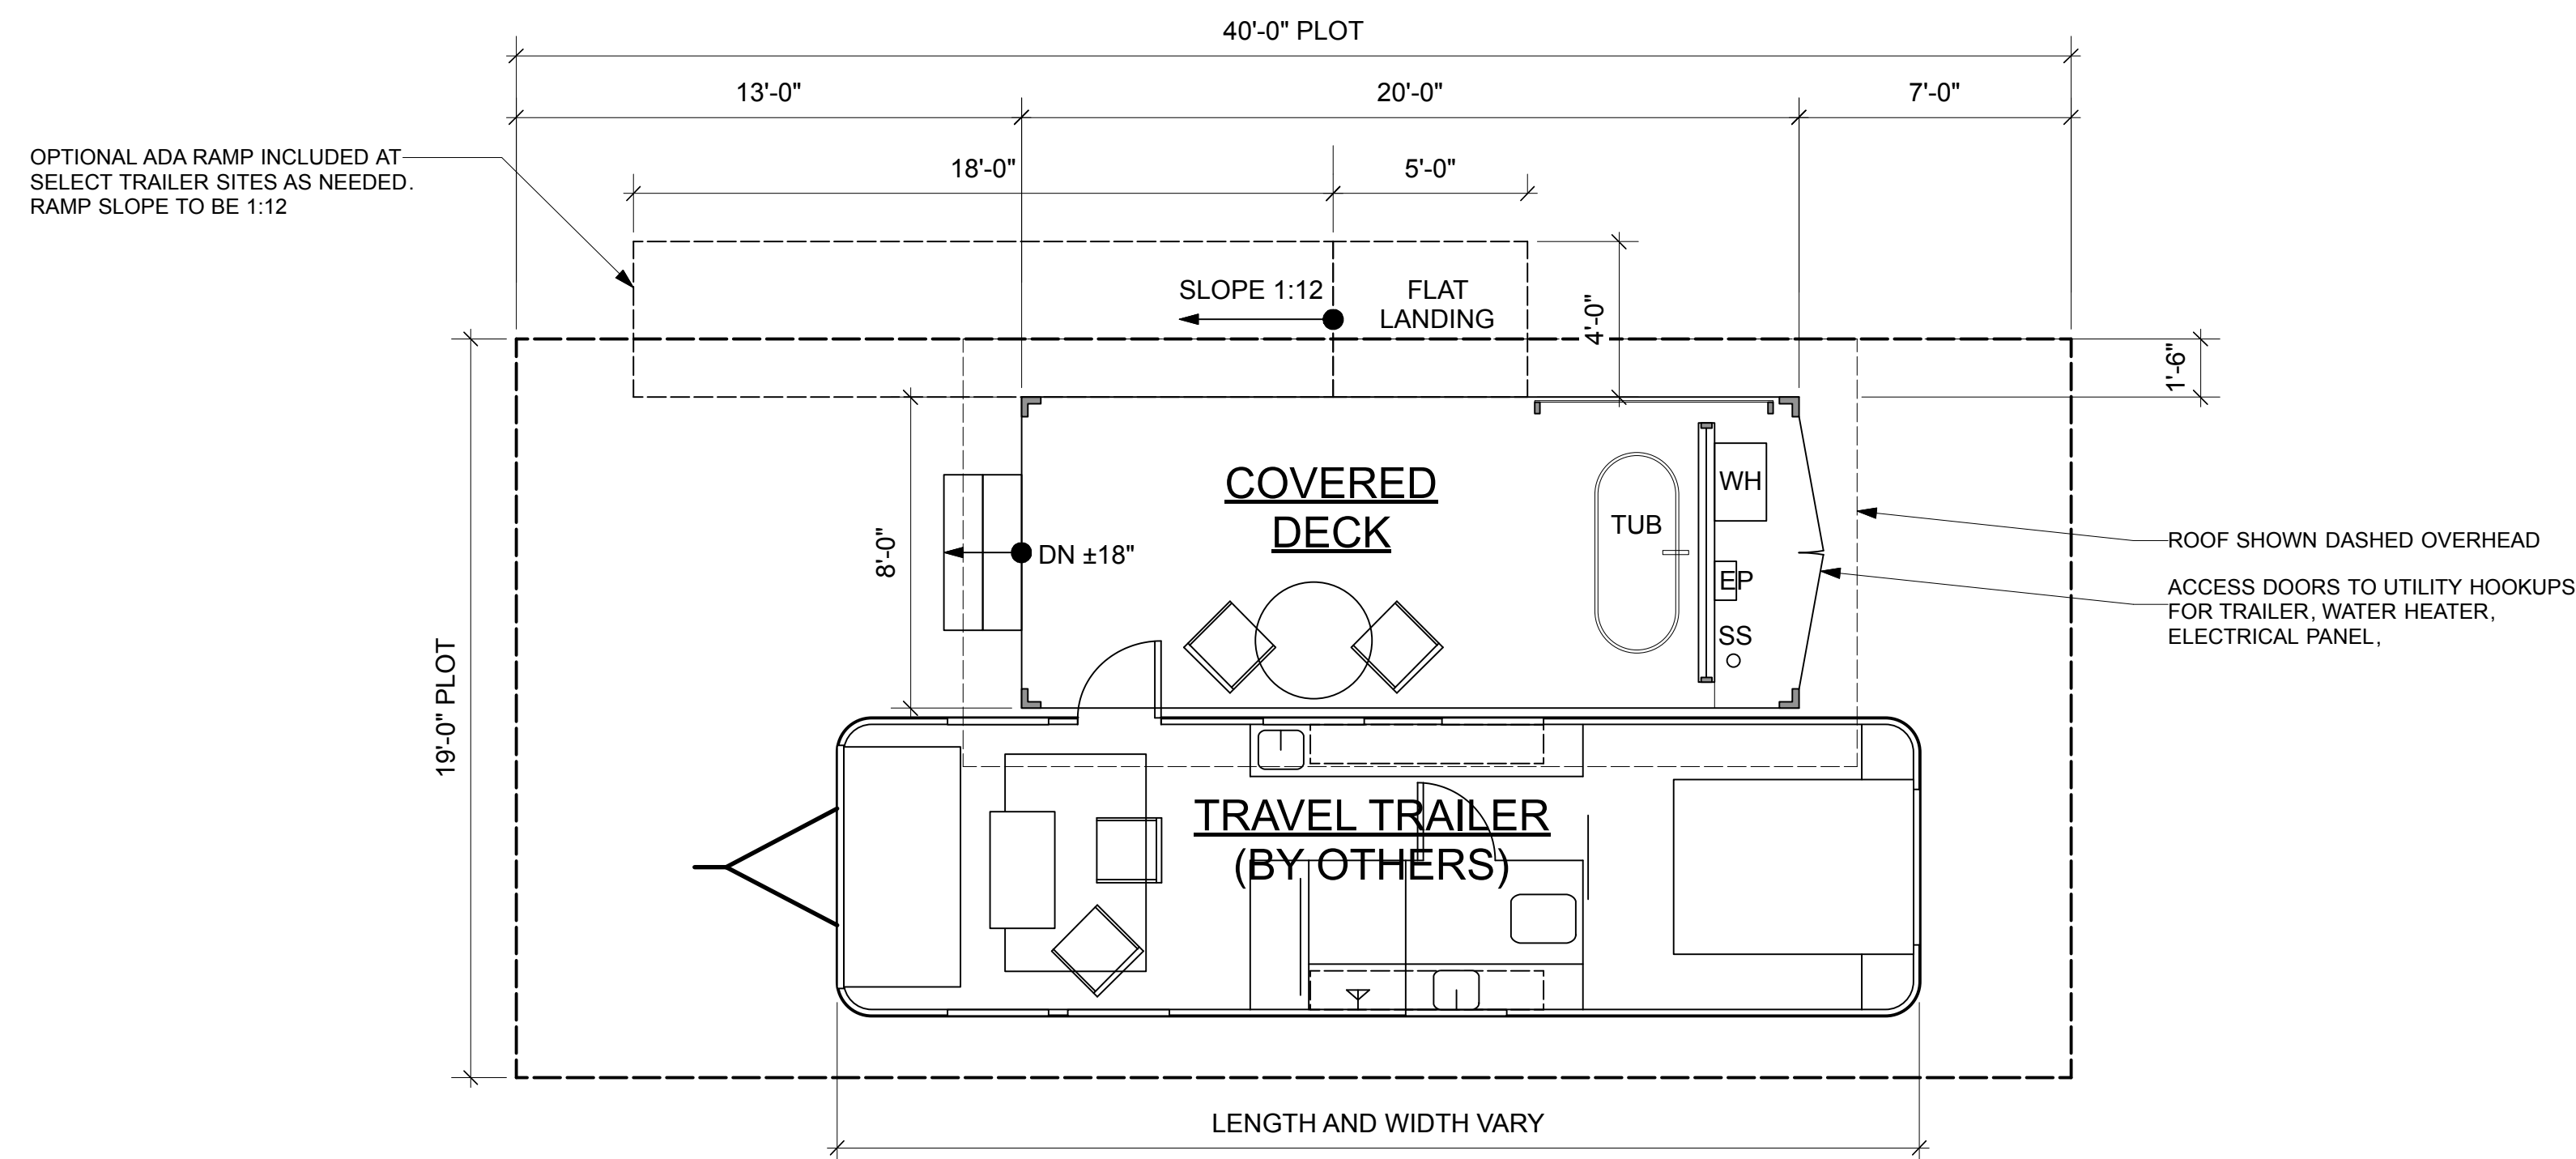 40'-0" PLOT
13'-0"
20'-0"
7'-0"
OPTIONAL ADA RAMP INCLUDED AT
SELECT TRAILER SITES AS NEEDED.
RAMP SLOPE TO BE 1:12
18'-0"
5'-0"
SLOPE 1:12
FLAT
LANDING
4'-0"
1'-6"
COVERED
DECK
WH
TUB
DN ±18"
8'-0"
EP
SS
ROOF SHOWN DASHED OVERHEAD
ACCESS DOORS TO UTILITY HOOKUPS
FOR TRAILER, WATER HEATER,
ELECTRICAL PANEL,
19'-0" PLOT
TRAVEL TRAILER
(BY OTHERS)
LENGTH AND WIDTH VARY